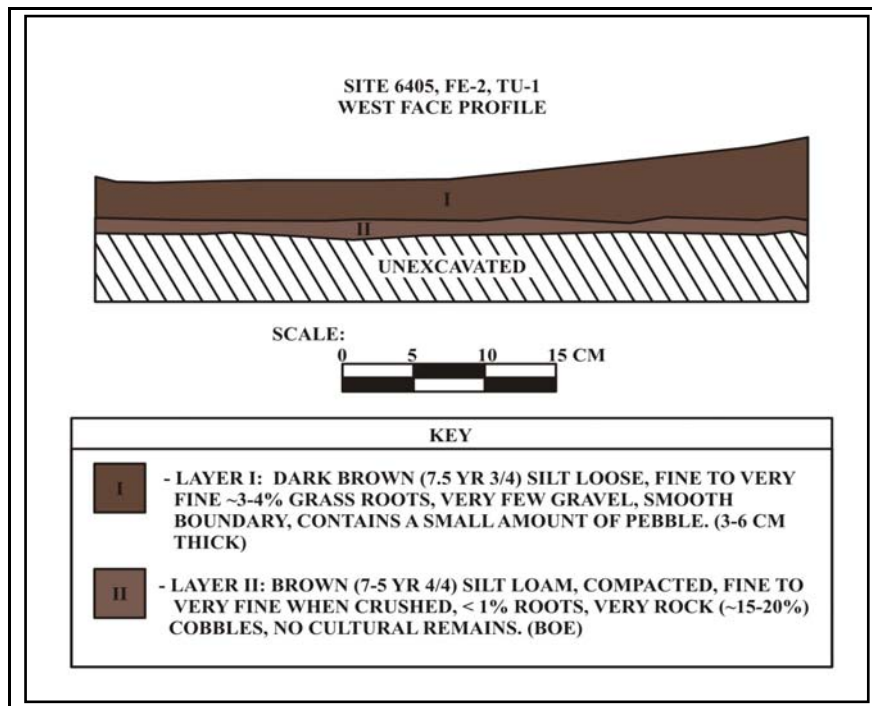 SITE 6405, FE-2, TU-1
WEST FACE PROFILE
I
II
UNEXCAVATED
SCALE:
0 5 10 15 CM
KEY
I
- LAYER I: DARK BROWN (7.5 YR 3/4) SILT LOOSE, FINE TO VERY
FINE ~3-4% GRASS ROOTS, VERY FEW GRAVEL, SMOOTH
BOUNDARY, CONTAINS A SMALL AMOUNT OF PEBBLE. (3-6 CM
THICK)
II
- LAYER II: BROWN (7-5 YR 4/4) SILT LOAM, COMPACTED, FINE TO
VERY FINE WHEN CRUSHED, < 1% ROOTS, VERY ROCK (~15-20%)
COBBLES, NO CULTURAL REMAINS. (BOE)